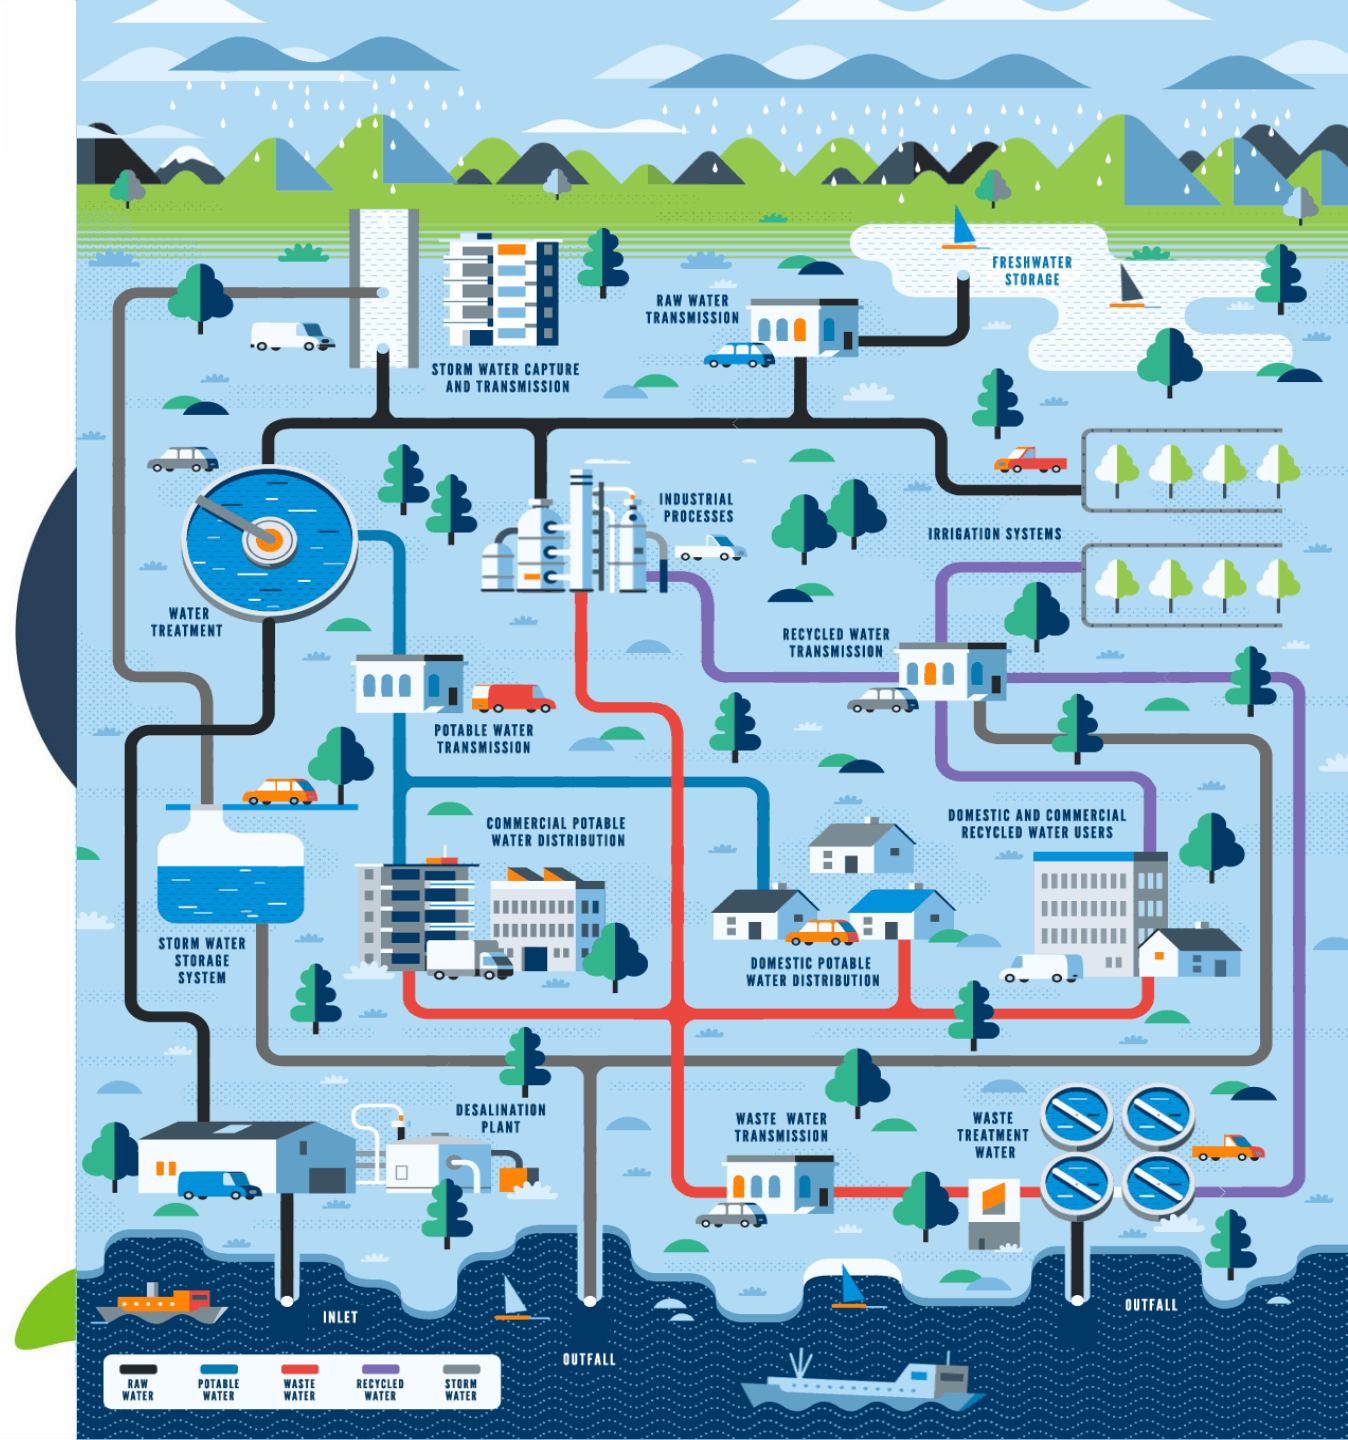 FRESHWATER
STORAGE
RAW WATER
TRANSMISSION
STORM WATER CAPTURE
AND TRANSMISSION
INDUSTRIAL
PROCESSES
IRRIGATION SYSTEMS
WATER
TREATMENT
RECYCLED WATER
TRANSMISSION
POTABLE WATER
TRANSMISSION
COMMERCIAL POTABLE
WATER DISTRIBUTION
DOMESTIC AND COMMERCIAL
RECYCLED WATER USERS
STORM WATER
STORAGE
SYSTEM
DOMESTIC POTABLE
WATER DISTRIBUTION
DESALINATION
PLANT
WASTE WATER
TRANSMISSION
WASTE
TREATMENT
WATER
INLET
OUTFALL
OUTFALL
RAW
WATER
POTABLE
WATER
WASTE
WATER
RECYCLED
WATER
STORM
WATER